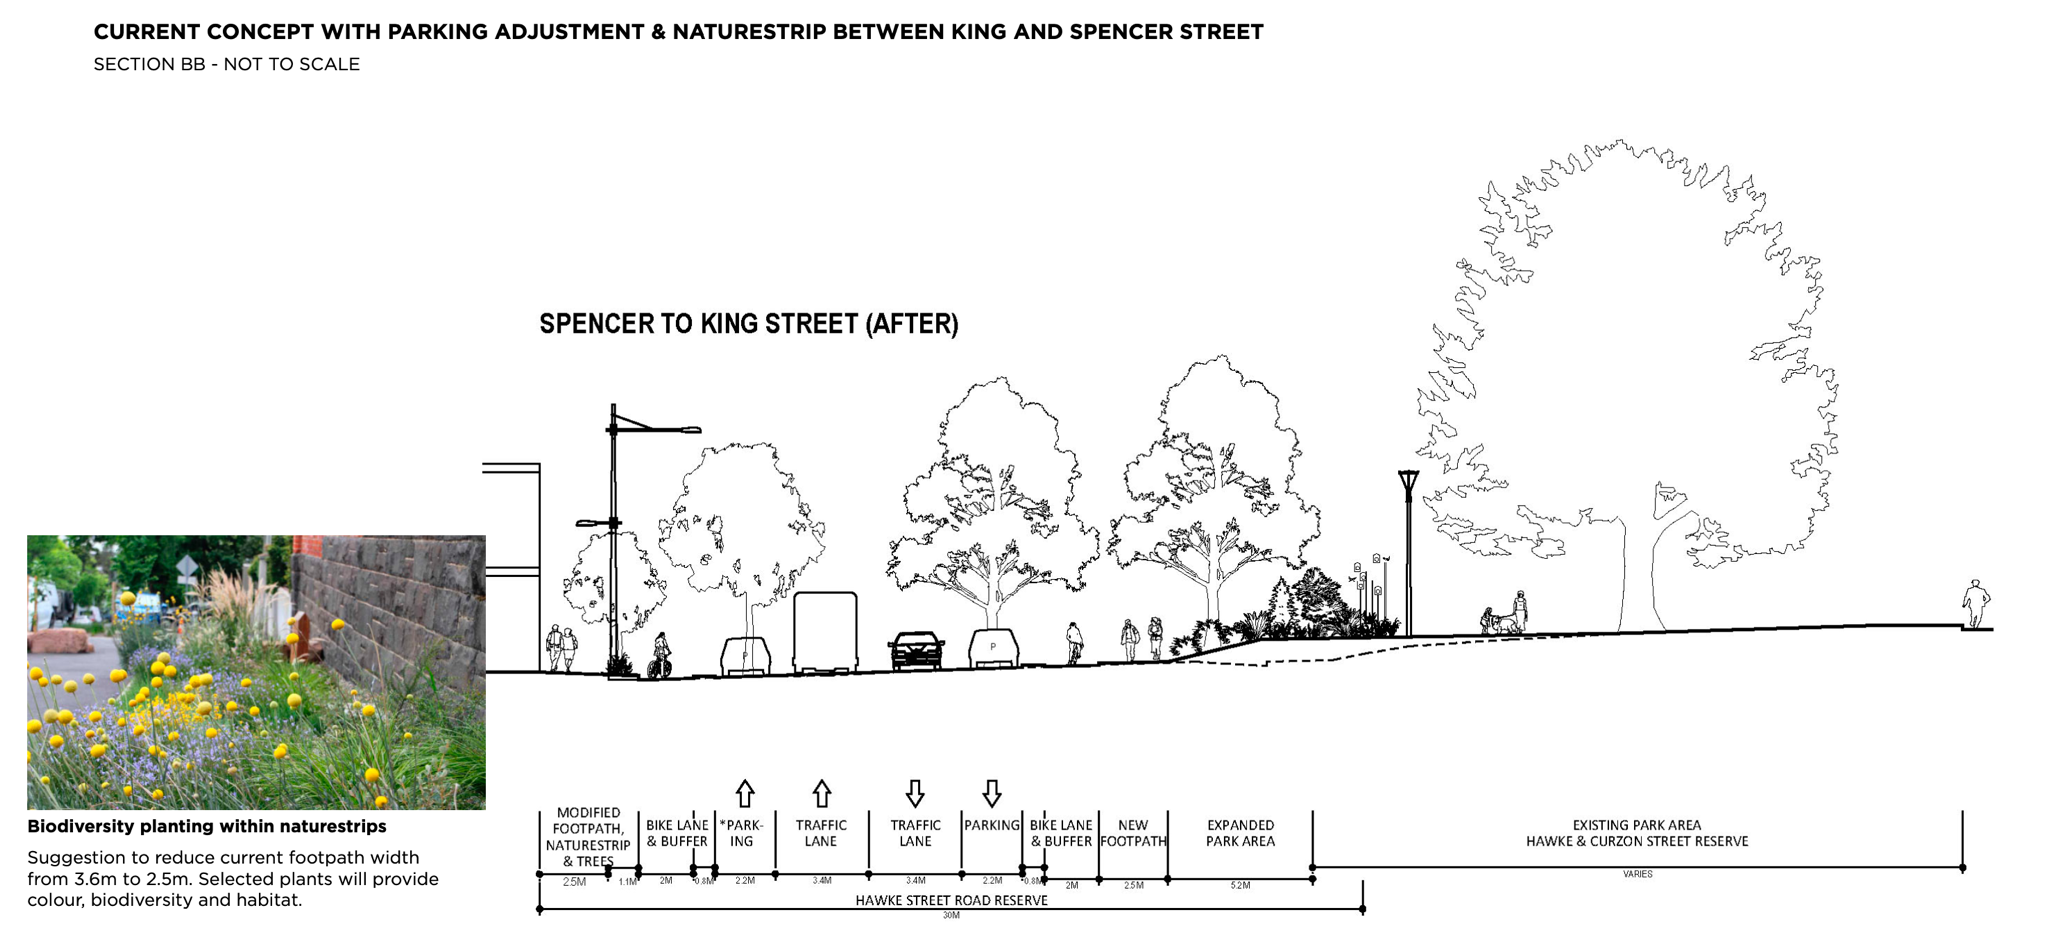 CURRENT CONCEPT WITH PARKING ADJUSTMENT & NATURESTRIP BETWEEN KING AND SPENCER STREET
SECTION BB - NOT TO SCALE
SPENCER TO KING STREET (AFTER)
P
P
Biodiversity planting within naturestrips
Suggestion to reduce current footpath width
from 3.6m to 2.5m. Selected plants will provide
colour, biodiversity and habitat.
MODIFIED
FOOTPATH,
NATURESTRIP
& TREES
BIKE LANE
& BUFFER
*PARK-
ING
TRAFFIC
LANE
TRAFFIC
LANE
PARKING
BIKE LANE
& BUFFER
NEW
FOOTPATH
EXPANDED
PARK AREA
EXISTING PARK AREA
HAWKE & CURZON STREET RESERVE
2.5M
1.1M
2M
0.8M
2.2M
3.4M
3.4M
2.2M
0.8M
2M
2.5M
5.2M
VARIES
HAWKE STREET ROAD RESERVE
30M